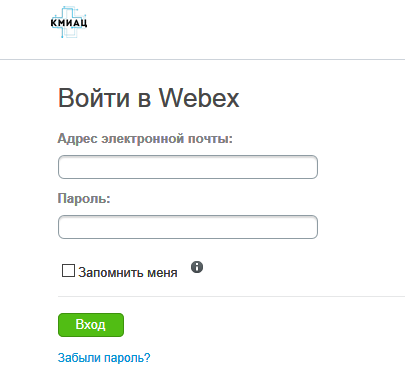 КМИАЦ
Войти в Webex
Адрес электронной почты:
Пароль:
Запомнить меня
Вход
Забыли пароль?